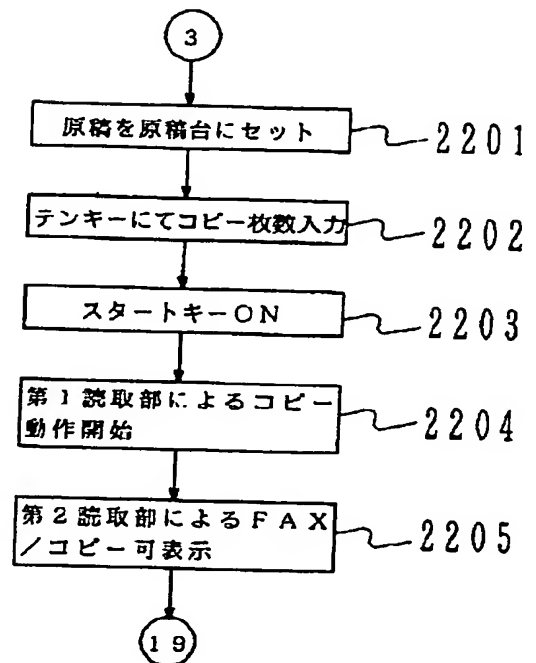 3
原稿を原稿台にセット 2201
テンキーにてコピー枚数入力 2202
スタートキーON 2203
第1読取部によるコピー
動作開始 2204
第2読取部によるFAX
/コピー可表示 2205
19